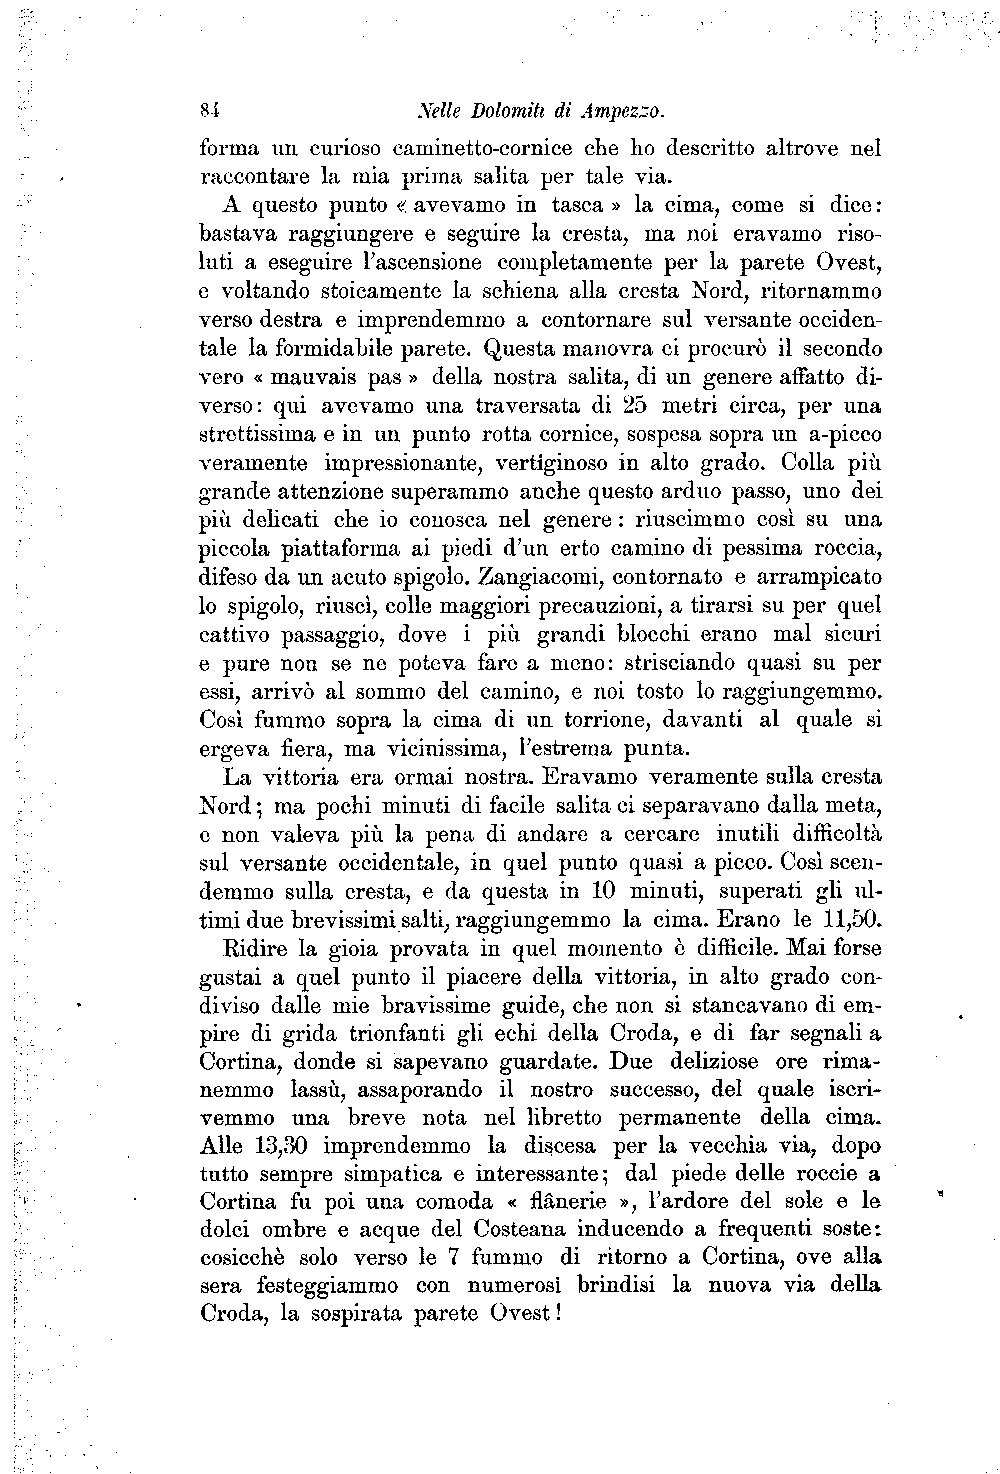 84 Nelle Dolomiti di Ampezzo.
forma un curioso caminetto-cornice che ho descritto altrove nel
raccontare la mia prima salita per tale via.
A questo punto « avevamo in tasca » la cima, come si dice:
bastava raggiungere e seguire la cresta, ma noi eravamo riso-
luti a eseguire l'ascensione completamente per la parete Ovest,
e voltando stoicamente la schiena alla cresta Nord, ritornammo
verso destra e imprendemmo a contornare sul versante occiden-
tale la formidabile parete. Questa manovra ci procurò il secondo
vero « mauvais pas » della nostra salita, di un genere affatto di-
verso: qui avevamo una traversata di 25 metri circa, per una
strettissima e in un punto rotta cornice, sospesa sopra un a-picco
veramente impressionante, vertiginoso in alto grado. Colla più
grande attenzione superammo anche questo arduo passo, uno dei
più delicati che io conosca nel genere: riuscimmo così su una
piccola piattaforma ai piedi d'un erto camino di pessima roccia,
difeso da un acuto spigolo. Zangiacomi, contornato e arrampicato
lo spigolo, riuscì, colle maggiori precauzioni, a tirarsi su per quel
cattivo passaggio, dove i più grandi blocchi erano mal sicuri
e pure non se ne poteva fare a meno: strisciando quasi su per
essi, arrivò al sommo del camino, e noi tosto lo raggiungemmo.
Così fummo sopra la cima di un torrione, davanti al quale si
ergeva fiera, ma vicinissima, l'estrema punta.
La vittoria era ormai nostra. Eravamo veramente sulla cresta
Nord; ma pochi minuti di facile salita ci separavano dalla meta,
e non valeva più la pena di andare a cercare inutili difficoltà
sul versante occidentale, in quel punto quasi a picco. Così scen-
demmo sulla cresta, e da questa in 10 minuti, superati gli ul-
timi due brevissimi salti, raggiungemmo la cima. Erano le 11,50.
Ridire la gioia provata in quel momento è difficile. Mai forse
gustai a quel punto il piacere della vittoria, in alto grado con-
diviso dalle mie bravissime guide, che non si stancavano di em-
pire di grida trionfanti gli echi della Croda, e di far segnali a
Cortina, donde si sapevano guardate. Due deliziose ore rima-
nemmo lassù, assaporando il nostro successo, del quale iscri-
vemmo una breve nota nel libretto permanente della cima.
Alle 13,30 imprendemmo la discesa per la vecchia via, dopo
tutto sempre simpatica e interessante; dal piede delle roccie a
Cortina fu poi una comoda « flânerie », l'ardore del sole e le
dolci ombre e acque del Costeana inducendo a frequenti soste:
cosicchè solo verso le 7 fummo di ritorno a Cortina, ove alla
sera festeggiammo con numerosi brindisi la nuova via della
Croda, la sospirata parete Ovest!